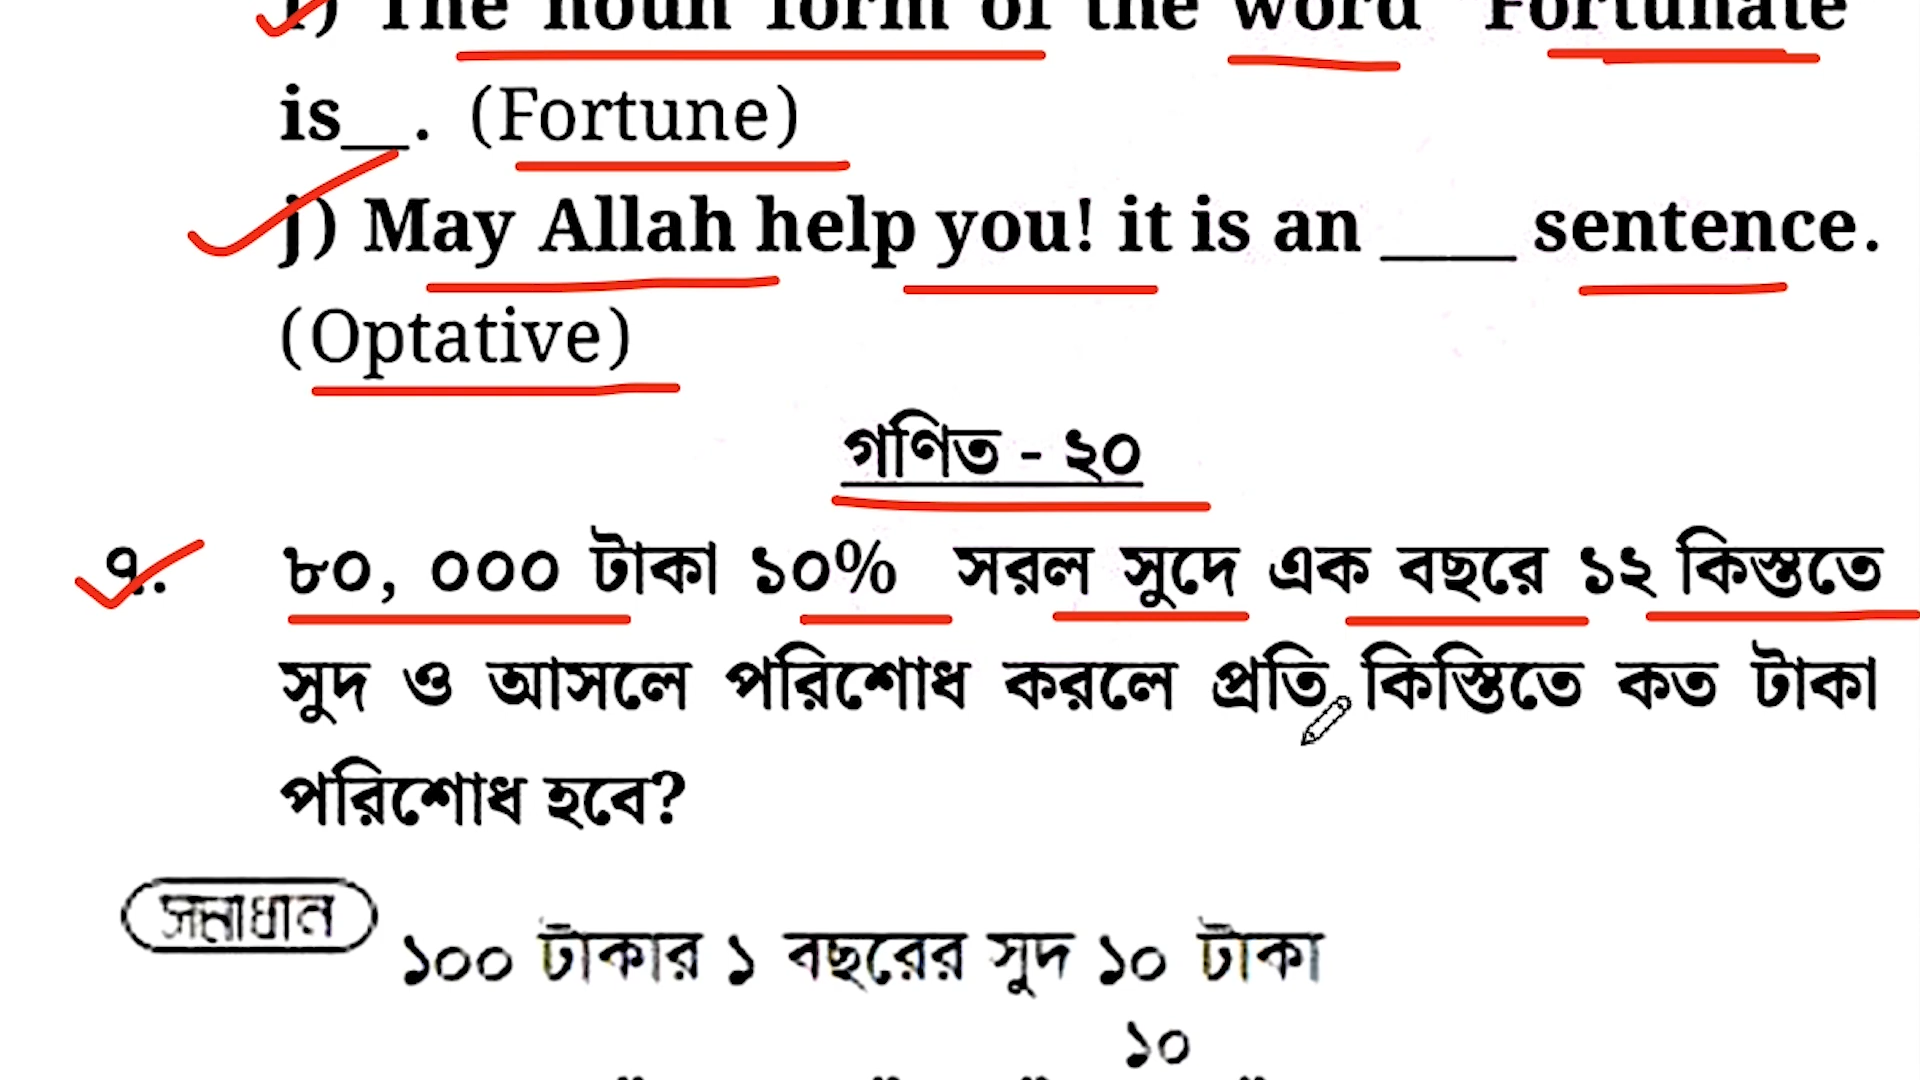 i) The noun form of the word "Fortunate
is__. (Fortune)
j) May Allah help you! it is an ____ sentence.
(Optative)
গণিত - ২০
৭. ৮০, ০০০ টাকা ১০% সরল সুদে এক বছরে ১২ কিস্ততে
সুদ ও আসলে পরিশোধ করলে প্রতি কিস্তিতে কত টাকা
পরিশোধ হবে?
সমাধান
১০০ টাকার ১ বছরের সুদ ১০ টাকা
১০